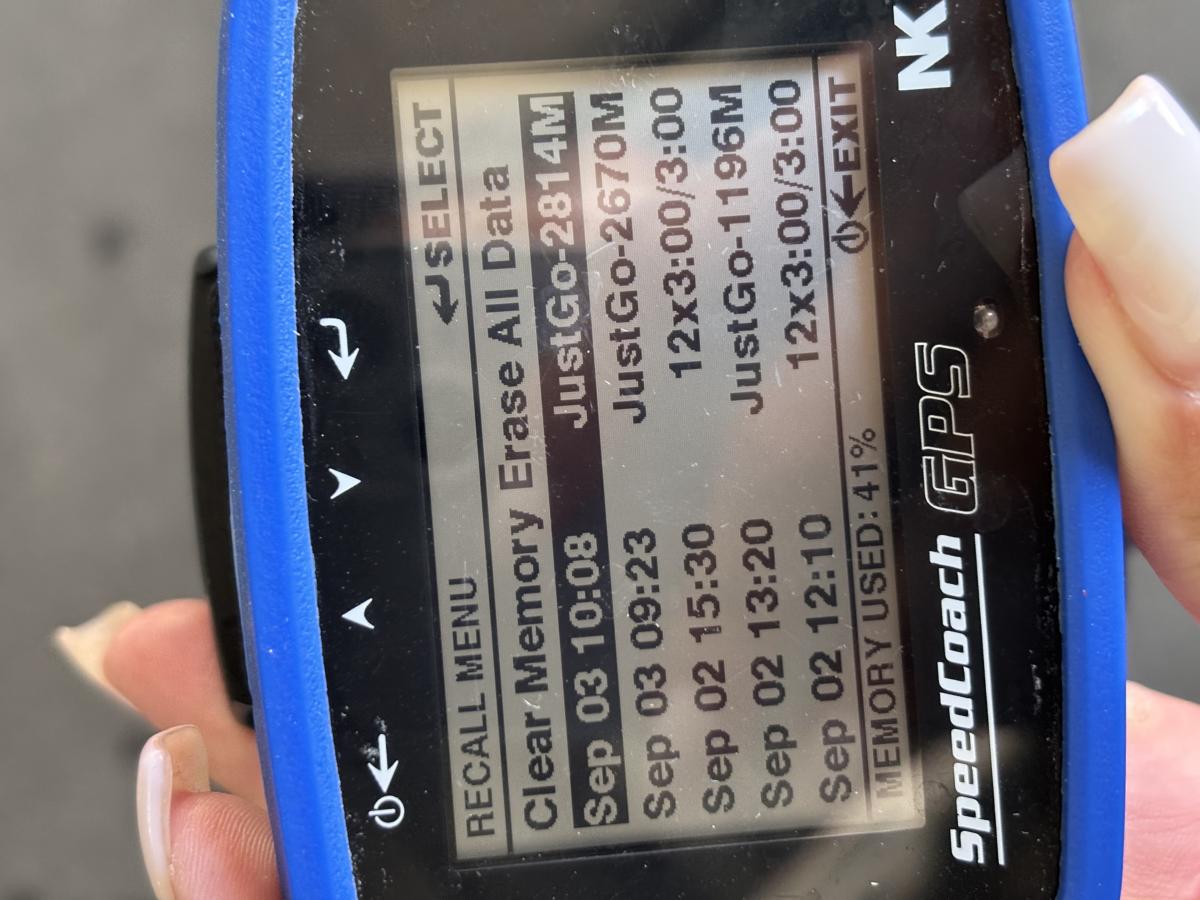 RECALL MENU ↵SELECT
Clear Memory Erase All Data
Sep 03 10:08 JustGo-2814M
Sep 03 09:23 JustGo-2670M
Sep 02 15:30 12x3:00/3:00
Sep 02 13:20 JustGo-1196M
Sep 02 12:10 12x3:00/3:00
MEMORY USED:41% ⏻←EXIT
SpeedCoach GPS NK